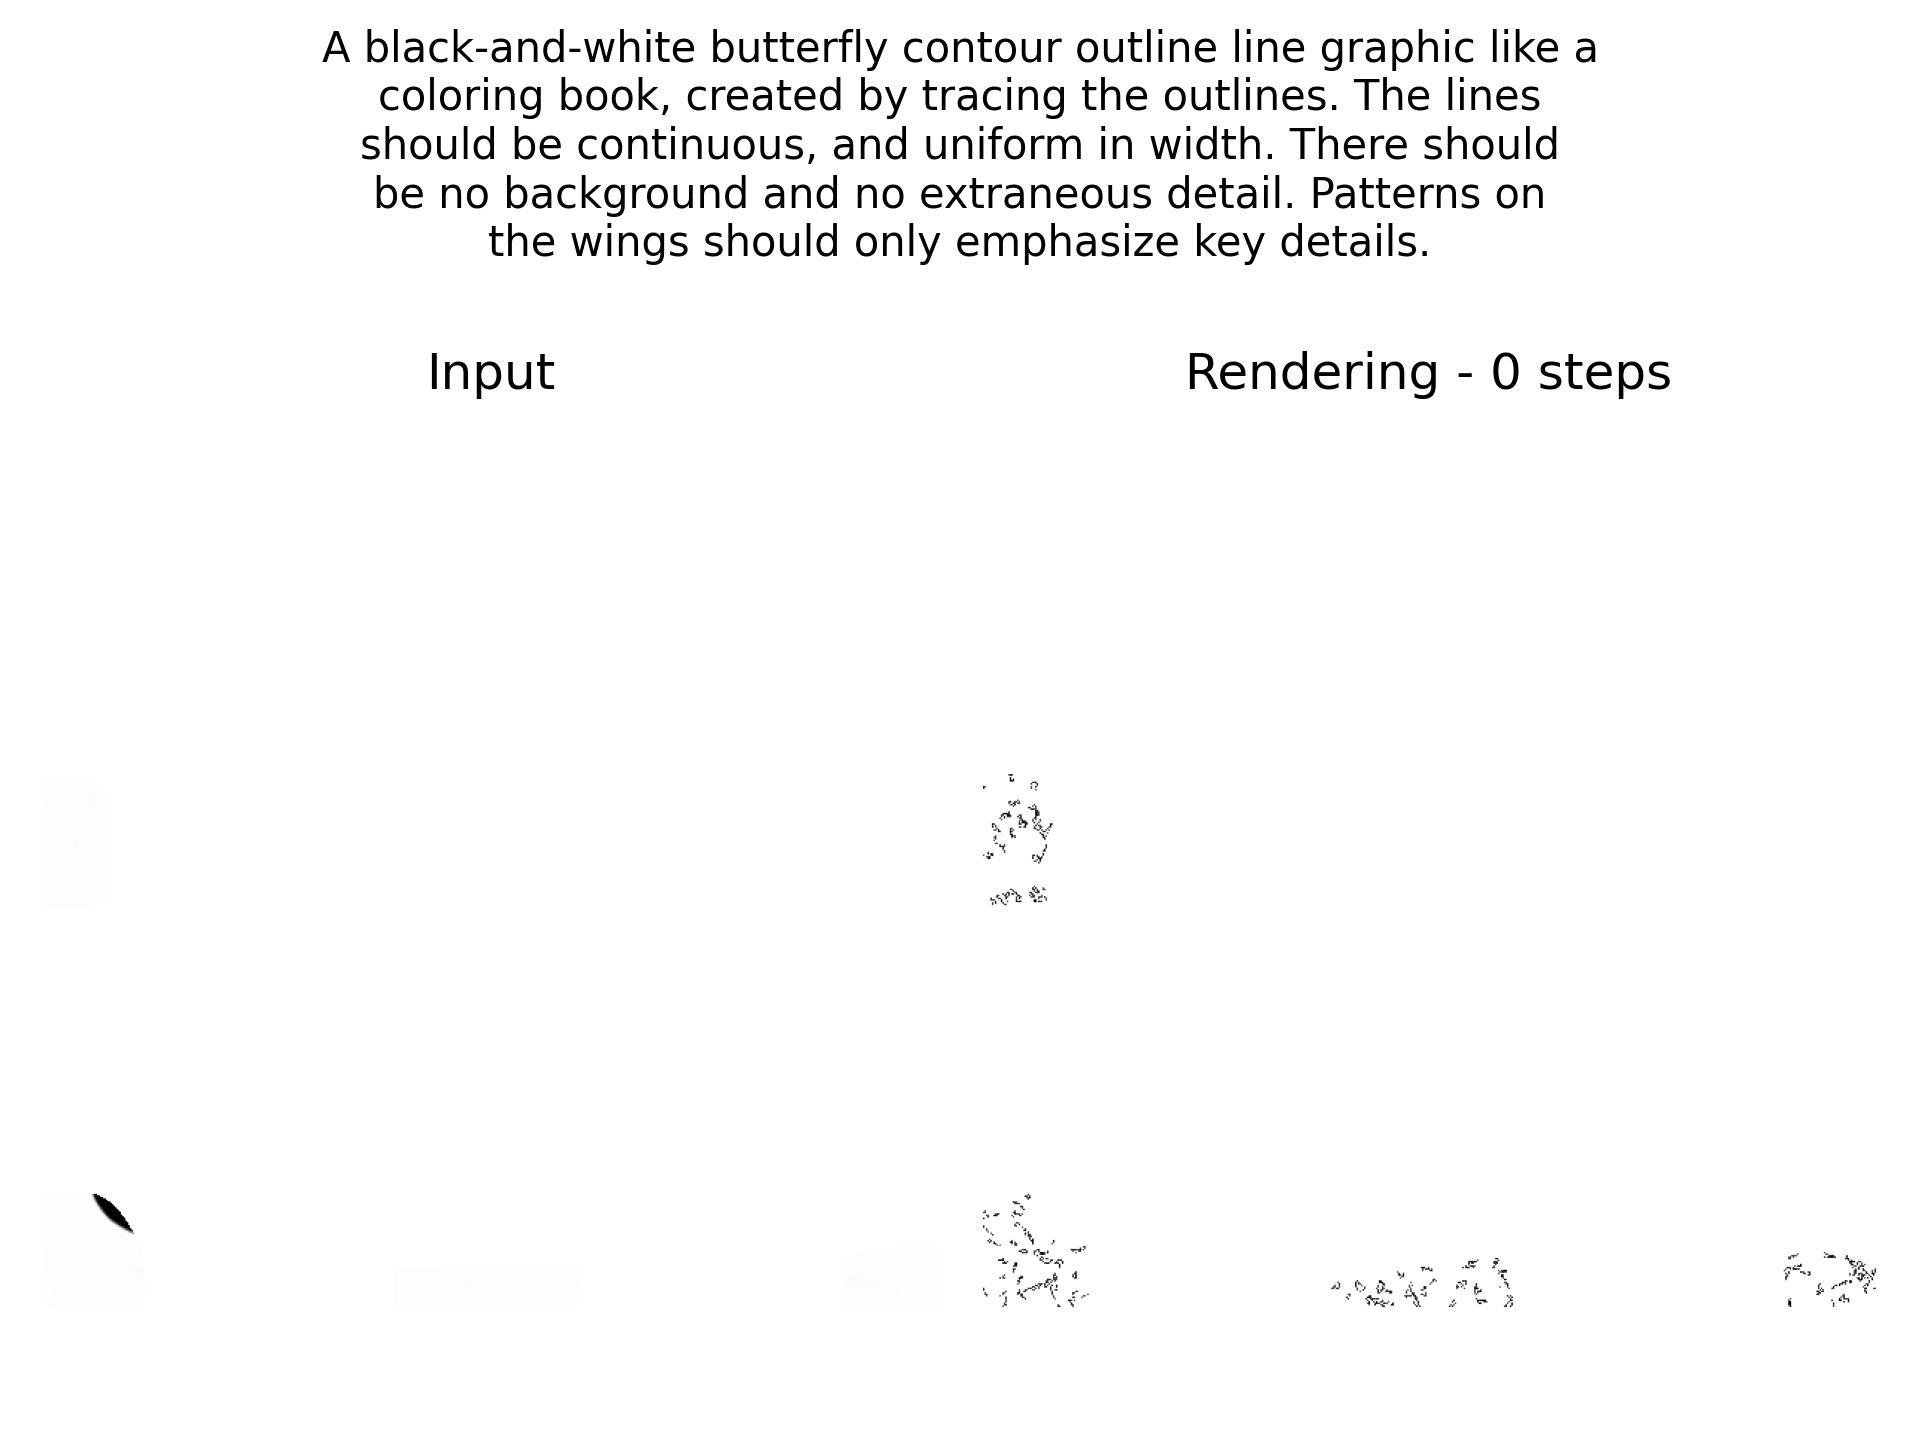 A black-and-white butterfly contour outline line graphic like a
coloring book, created by tracing the outlines. The lines
should be continuous, and uniform in width. There should
be no background and no extraneous detail. Patterns on
the wings should only emphasize key details.
Input
Rendering - 0 steps